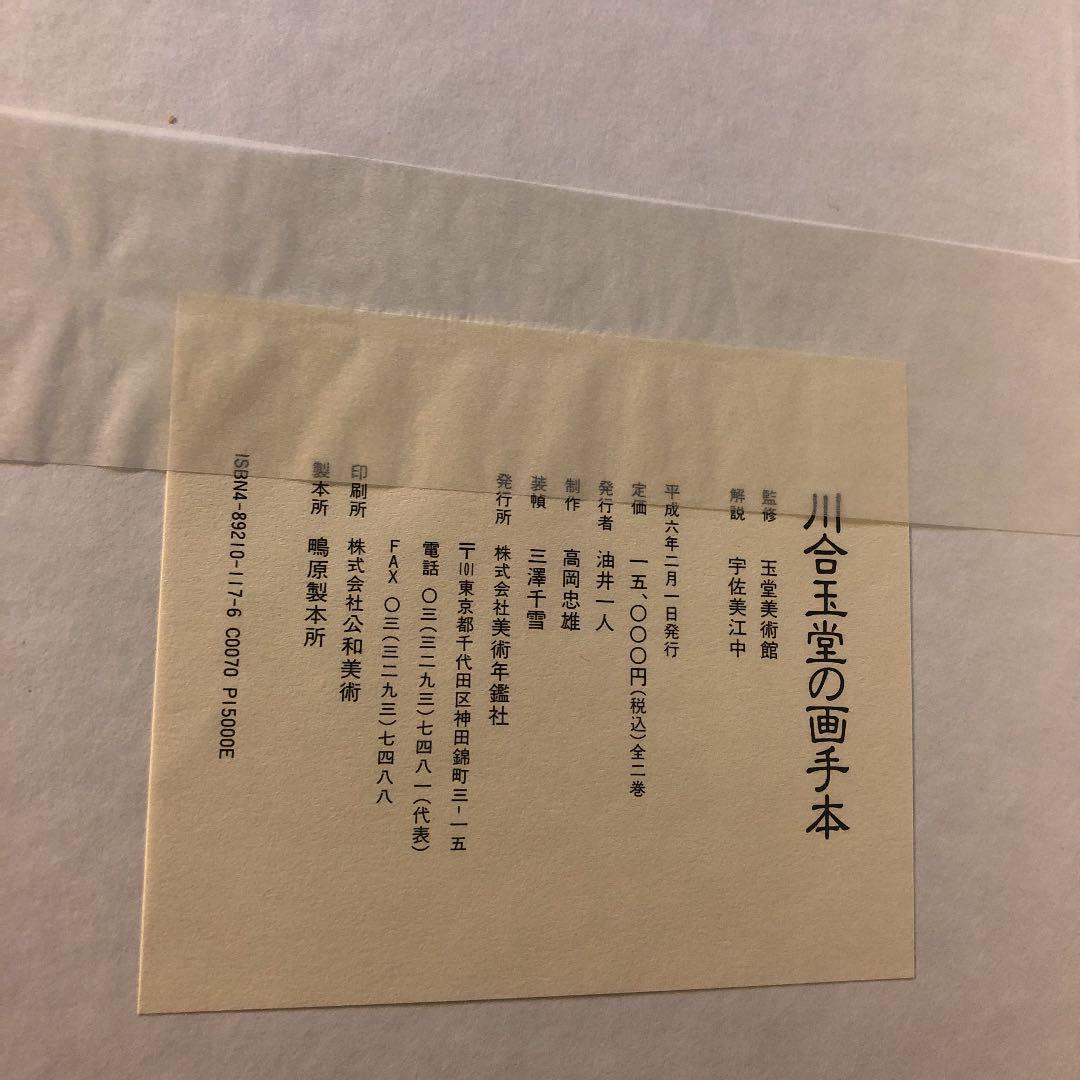 川合玉堂の画手本
監修 玉堂美術館
解説 宇佐美江中
平成六年二月一日発行
定価 一五、〇〇〇円(税込)全二巻
発行者 油井一人
制作 高岡忠雄
装幀 三澤千雪
発行所 株式会社美術年鑑社
〒101東京都千代田区神田錦町三-一五
電話 〇三(三二九三)七四八一(代表)
FAX 〇三(三二九三)七四八八
印刷所 株式会社公和美術
製本所 鴫原製本所
ISBN4-89210-117-6 C0070 P15000E